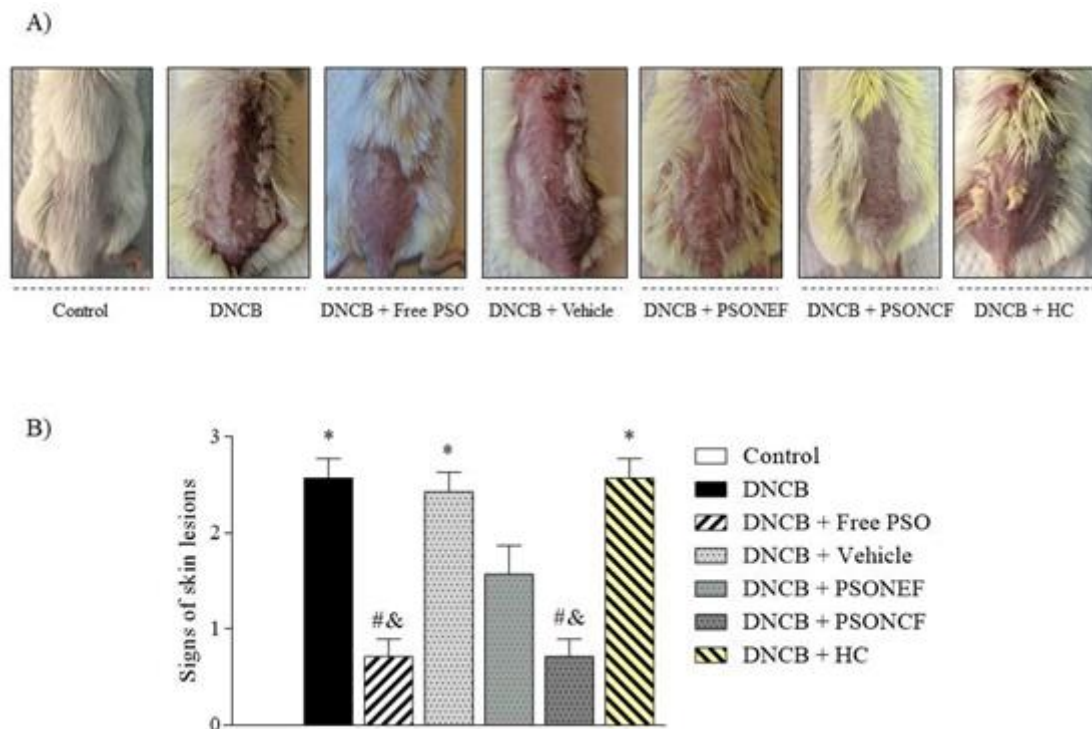 A)
Control
DNCB
DNCB + Free PSO
DNCB + Vehicle
DNCB + PSONEF
DNCB + PSONCF
DNCB + HC
B)
Signs of skin lesions
3
2
1
0
*
#&
*
#&
*
Control
DNCB
DNCB + Free PSO
DNCB + Vehicle
DNCB + PSONEF
DNCB + PSONCF
DNCB + HC